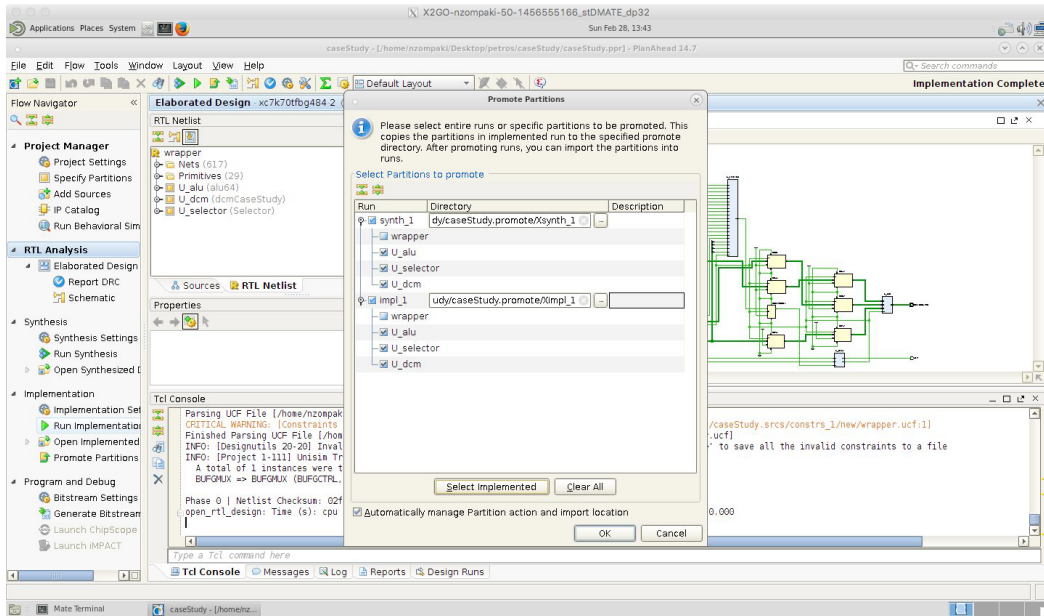 X2GO-nzompaki-50-1456555166_stDMATE_dp32
Applications Places System
Sun Feb 28, 13:43
caseStudy - [/home/nzompaki/Desktop/petros/caseStudy/caseStudy.ppr] - PlanAhead 14.7
File Edit Flow Tools Window Layout View Help
Search commands
Default Layout
Implementation Complete
Flow Navigator
Project Manager
Project Settings
Specify Partitions
Add Sources
IP Catalog
Run Behavioral Sim
RTL Analysis
Elaborated Design
Report DRC
Schematic
Synthesis
Synthesis Settings
Run Synthesis
Open Synthesized D
Implementation
Implementation Set
Run Implementation
Open Implemented
Promote Partitions
Program and Debug
Bitstream Settings
Generate Bitstream
Launch ChipScope
Launch iMPACT
Elaborated Design - xc7k70tfbg484-2
RTL Netlist
wrapper
Nets (617)
Primitives (29)
U_alu (alu64)
U_dcm (dcmCaseStudy)
U_selector (Selector)
Sources RTL Netlist
Properties
Promote Partitions
Please select entire runs or specific partitions to be promoted. This
copies the partitions in implemented run to the specified promote
directory. After promoting runs, you can import the partitions into
runs.
Select Partitions to promote
Run Directory Description
synth_1 dy/caseStudy.promote/Xsynth_1
wrapper
U_alu
U_selector
U_dcm
impl_1 udy/caseStudy.promote/Ximpl_1
wrapper
U_alu
U_selector
U_dcm
Select Implemented Clear All
Automatically manage Partition action and import location
OK Cancel
Tcl Console
Parsing UCF File [/home/nzompak
CRITICAL WARNING: [Constraints /caseStudy.srcs/constrs_1/new/wrapper.ucf:1]
Finished Parsing UCF File [/hom .ucf]
INFO: [Designutils 20-20] Inval ' to save all the invalid constraints to a file
INFO: [Project 1-111] Unisim Tr
A total of 1 instances were t
BUFGMUX => BUFGMUX (BUFGCTRL,
Phase 0 | Netlist Checksum: 02f
open_rtl_design: Time (s): cpu 0.000
Type a Tcl command here
Tcl Console Messages Log Reports Design Runs
Mate Terminal caseStudy - [/home/nz...